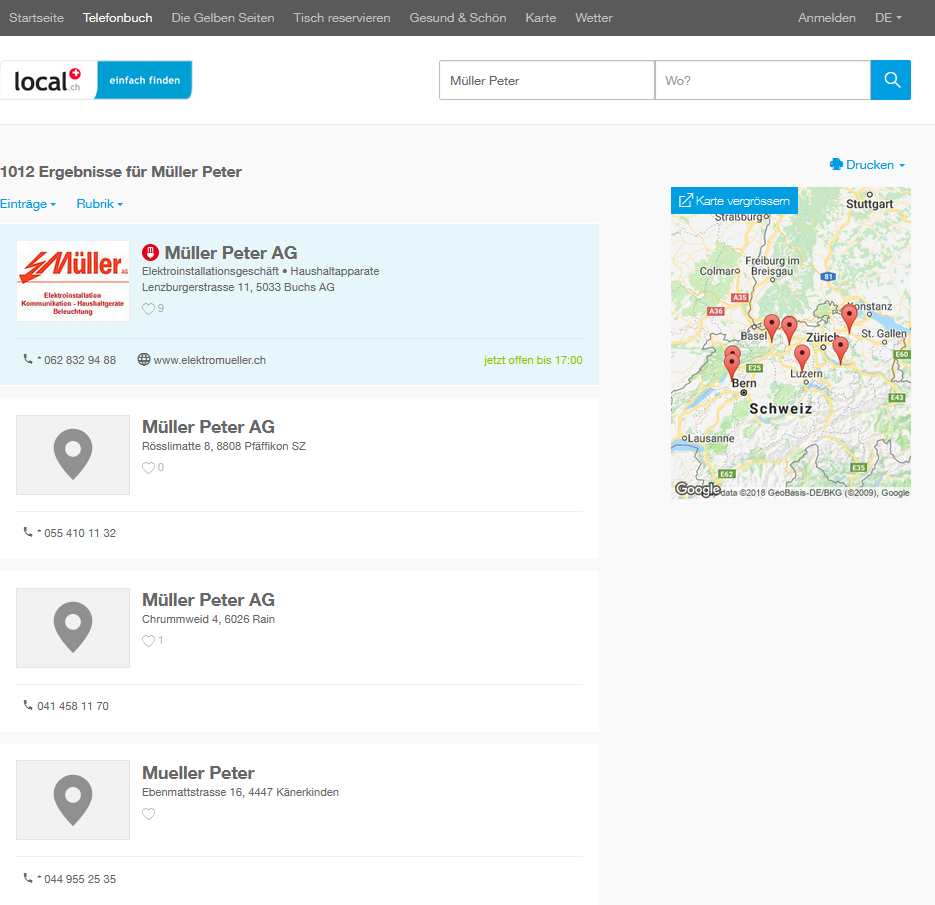 Startseite Telefonbuch Die Gelben Seiten Tisch reservieren Gesund & Schön Karte Wetter Anmelden DE
local.ch einfach finden
Müller Peter Wo?
1012 Ergebnisse für Müller Peter
Drucken
Einträge Rubrik
Müller AG
Elektroinstallation
Kommunikation - Haushaltgeräte
Beleuchtung
Müller Peter AG
Elektroinstallationsgeschäft • Haushaltapparate
Lenzburgerstrasse 11, 5033 Buchs AG
9
* 062 832 94 88 www.elektromueller.ch jetzt offen bis 17:00
Müller Peter AG
Rösslimatte 8, 8808 Pfäffikon SZ
0
* 055 410 11 32
Müller Peter AG
Chrummweid 4, 6026 Rain
1
041 458 11 70
Mueller Peter
Ebenmattstrasse 16, 4447 Känerkinden
* 044 955 25 35
Karte vergrössern
Stuttgart
Straßburg
Freiburg im
Breisgau
Colmar
81
A35
A36
Konstanz
Basel
Zürich
St. Gallen
E60
E25
Luzern
Bern
E43
Schweiz
Lausanne
E62
E35
Google data ©2018 GeoBasis-DE/BKG (©2009), Google